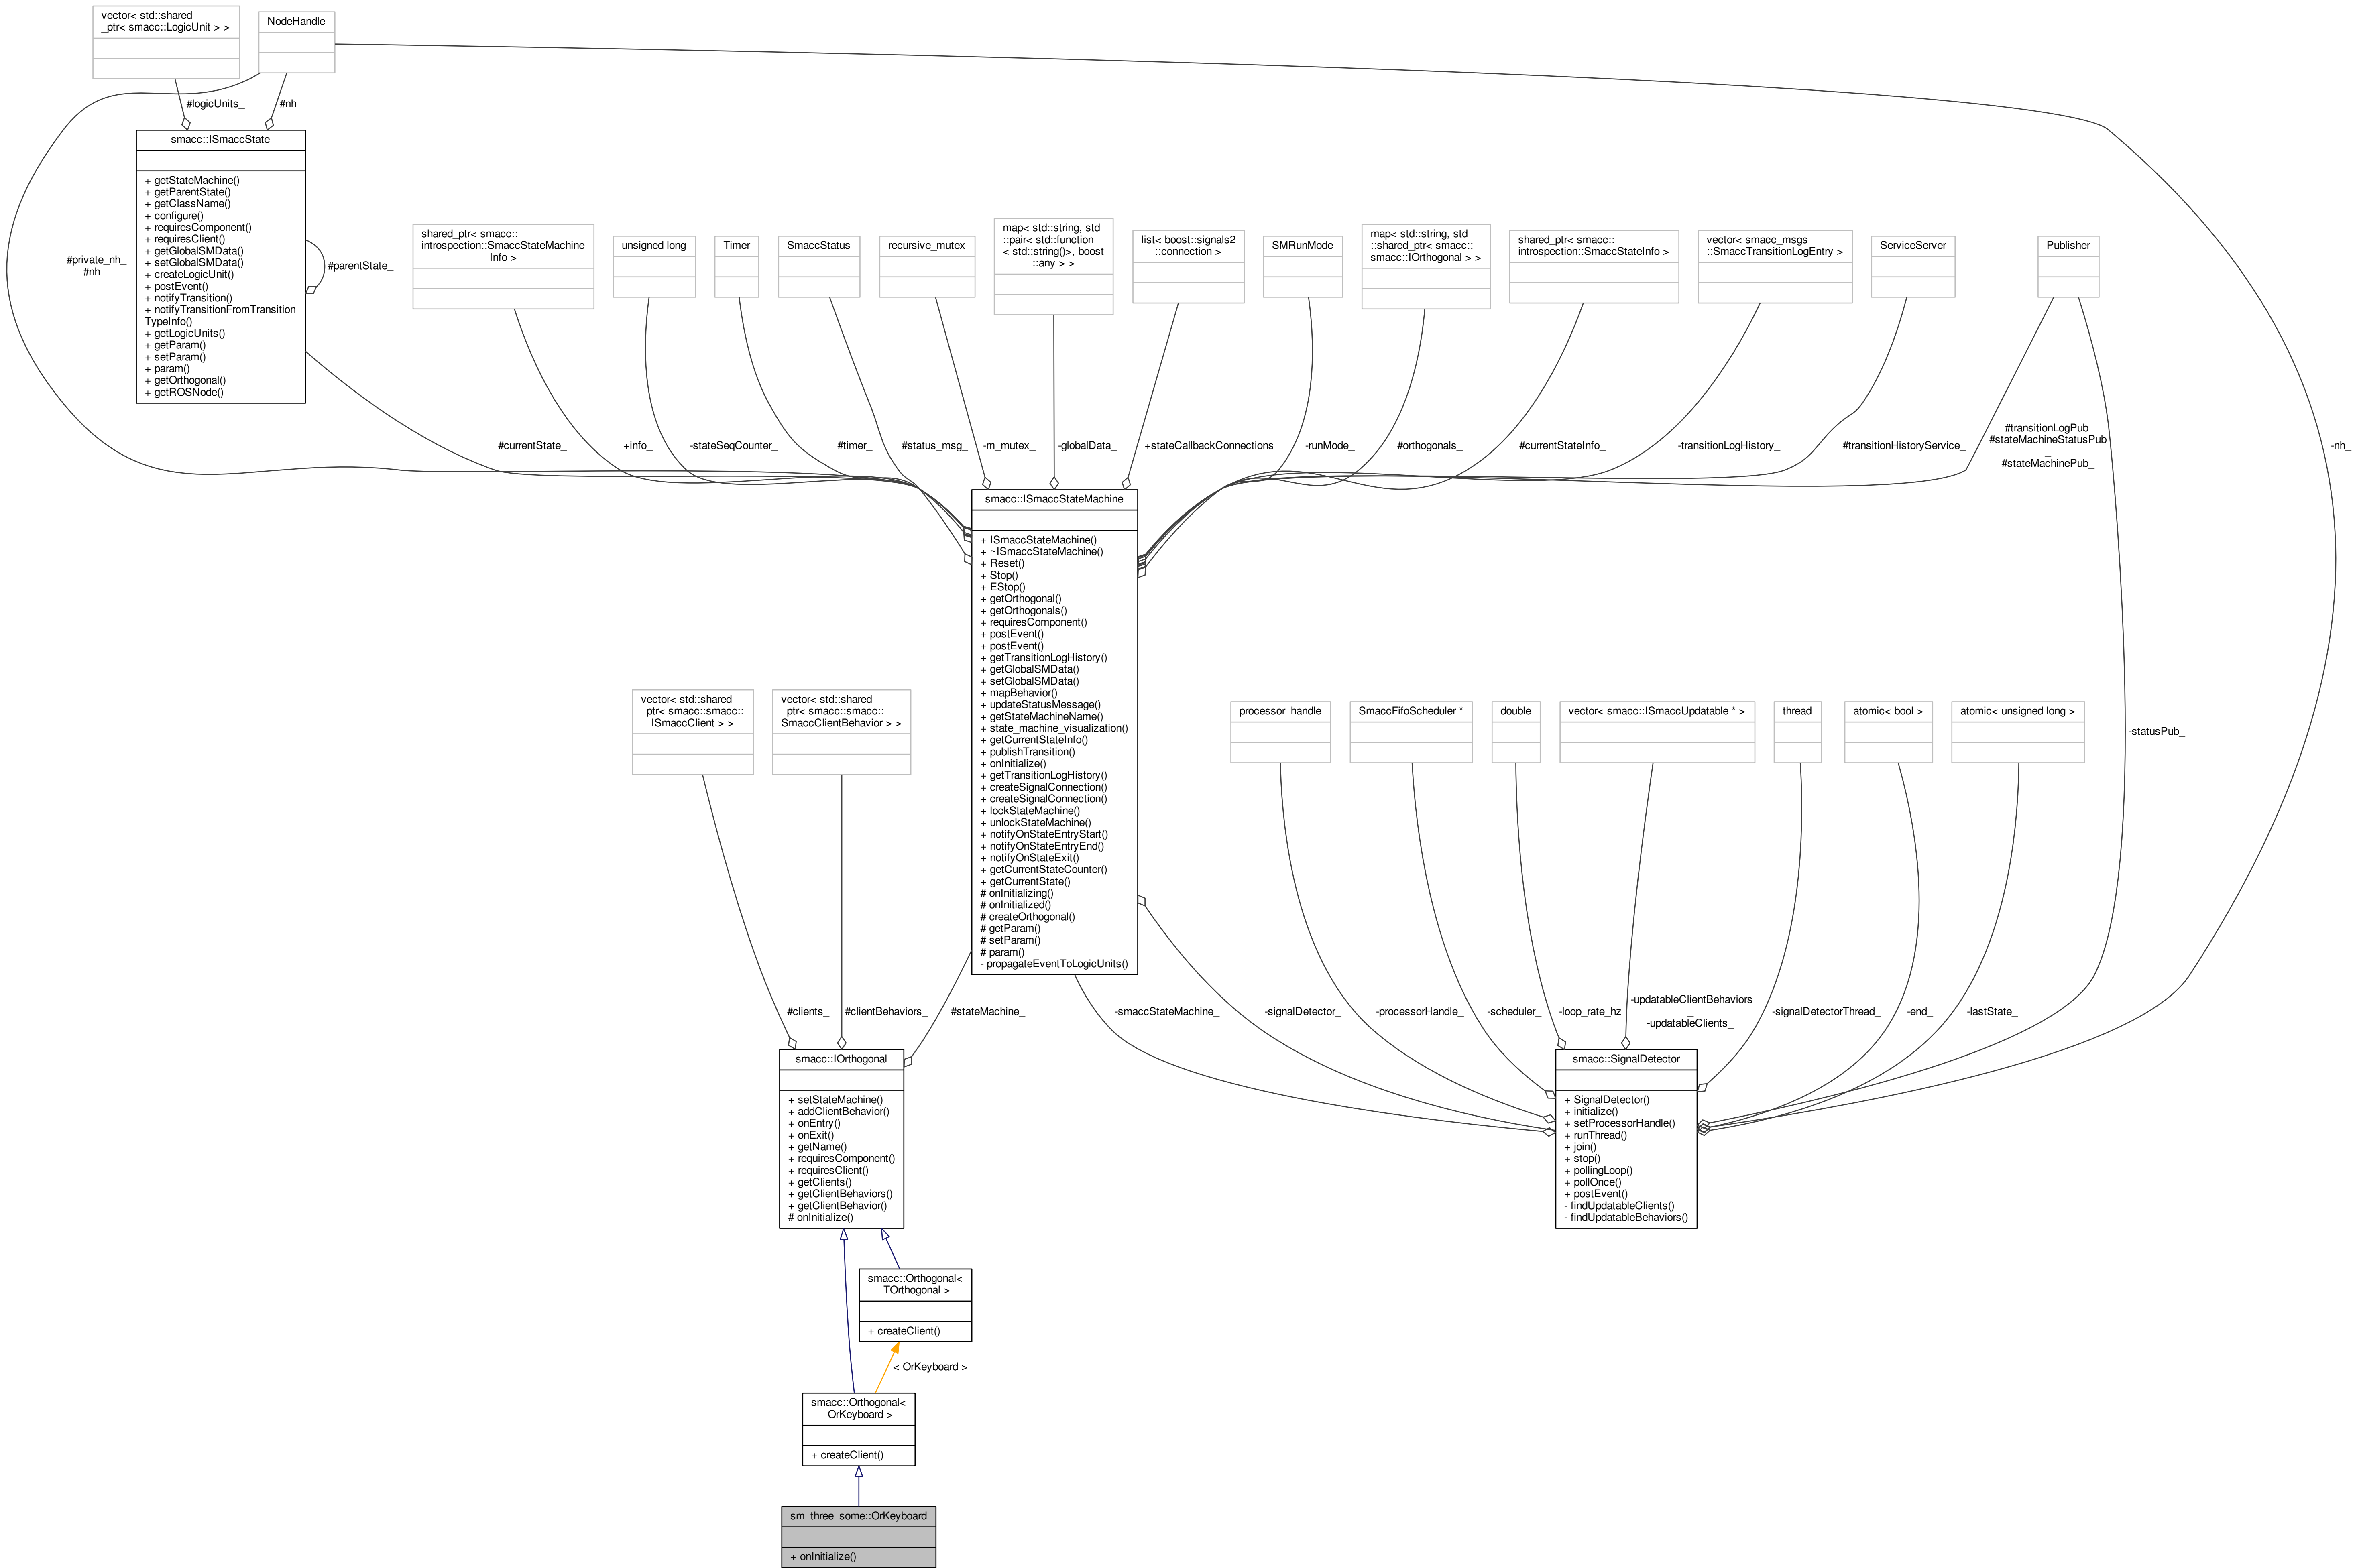 vector< std::shared
_ptr< smacc::LogicUnit > >
NodeHandle
#logicUnits_
#nh
smacc::ISmaccState
+ getStateMachine()
+ getParentState()
+ getClassName()
+ configure()
+ requiresComponent()
+ requiresClient()
+ getGlobalSMData()
+ setGlobalSMData()
+ createLogicUnit()
+ postEvent()
+ notifyTransition()
+ notifyTransitionFromTransition
TypeInfo()
+ getLogicUnits()
+ getParam()
+ setParam()
+ param()
+ getOrthogonal()
+ getROSNode()
#private_nh_
#nh_
#parentState_
shared_ptr< smacc::
introspection::SmaccStateMachine
Info >
unsigned long
Timer
SmaccStatus
recursive_mutex
map< std::string, std
::pair< std::function
< std::string()>, boost
::any > >
list< boost::signals2
::connection >
SMRunMode
map< std::string, std
::shared_ptr< smacc::
smacc::IOrthogonal > >
shared_ptr< smacc::
introspection::SmaccStateInfo >
vector< smacc_msgs
::SmaccTransitionLogEntry >
ServiceServer
Publisher
#currentState_
+info_
-stateSeqCounter_
#timer_
#status_msg_
-m_mutex_
-globalData_
+stateCallbackConnections
-runMode_
#orthogonals_
#currentStateInfo_
-transitionLogHistory_
#transitionHistoryService_
#transitionLogPub_
#stateMachineStatusPub
_
#stateMachinePub_
-nh_
smacc::ISmaccStateMachine
+ ISmaccStateMachine()
+ ~ISmaccStateMachine()
+ Reset()
+ Stop()
+ EStop()
+ getOrthogonal()
+ getOrthogonals()
+ requiresComponent()
+ postEvent()
+ postEvent()
+ getTransitionLogHistory()
+ getGlobalSMData()
+ setGlobalSMData()
+ mapBehavior()
+ updateStatusMessage()
+ getStateMachineName()
+ state_machine_visualization()
+ getCurrentStateInfo()
+ publishTransition()
+ onInitialize()
+ getTransitionLogHistory()
+ createSignalConnection()
+ createSignalConnection()
+ lockStateMachine()
+ unlockStateMachine()
+ notifyOnStateEntryStart()
+ notifyOnStateEntryEnd()
+ notifyOnStateExit()
+ getCurrentStateCounter()
+ getCurrentState()
# onInitializing()
# onInitialized()
# createOrthogonal()
# getParam()
# setParam()
# param()
- propagateEventToLogicUnits()
vector< std::shared
_ptr< smacc::smacc::
ISmaccClient > >
vector< std::shared
_ptr< smacc::smacc::
SmaccClientBehavior > >
processor_handle
SmaccFifoScheduler *
double
vector< smacc::ISmaccUpdatable * >
thread
atomic< bool >
atomic< unsigned long >
-statusPub_
#clients_
#clientBehaviors_
#stateMachine_
-smaccStateMachine_
-signalDetector_
-processorHandle_
-scheduler_
-loop_rate_hz
-updatableClientBehaviors
_
-updatableClients_
-signalDetectorThread_
-end_
-lastState_
smacc::IOrthogonal
+ setStateMachine()
+ addClientBehavior()
+ onEntry()
+ onExit()
+ getName()
+ requiresComponent()
+ requiresClient()
+ getClients()
+ getClientBehaviors()
+ getClientBehavior()
# onInitialize()
smacc::SignalDetector
+ SignalDetector()
+ initialize()
+ setProcessorHandle()
+ runThread()
+ join()
+ stop()
+ pollingLoop()
+ pollOnce()
+ postEvent()
- findUpdatableClients()
- findUpdatableBehaviors()
smacc::Orthogonal<
TOrthogonal >
+ createClient()
< OrKeyboard >
smacc::Orthogonal<
OrKeyboard >
+ createClient()
sm_three_some::OrKeyboard
+ onInitialize()